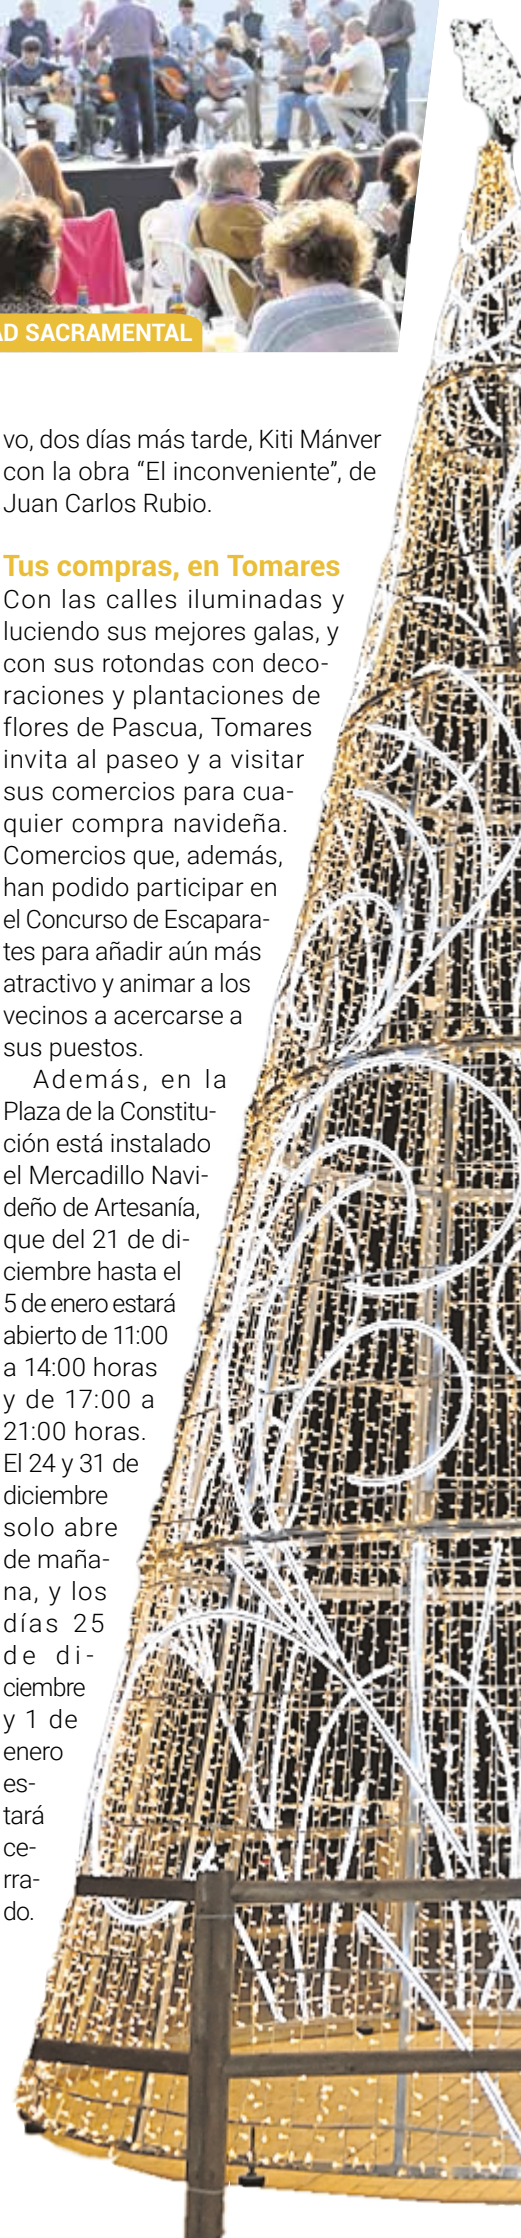 AD SACRAMENTAL
vo, dos días más tarde, Kiti Mánver
con la obra “El inconveniente”, de
Juan Carlos Rubio.
Tus compras, en Tomares
Con las calles iluminadas y
luciendo sus mejores galas, y
con sus rotondas con deco-
raciones y plantaciones de
flores de Pascua, Tomares
invita al paseo y a visitar
sus comercios para cua-
quier compra navideña.
Comercios que, además,
han podido participar en
el Concurso de Escapara-
tes para añadir aún más
atractivo y animar a los
vecinos a acercarse a
sus puestos.
Además, en la
Plaza de la Constitu-
ción está instalado
el Mercadillo Navi-
deño de Artesanía,
que del 21 de di-
ciembre hasta el
5 de enero estará
abierto de 11:00
a 14:00 horas
y de 17:00 a
21:00 horas.
El 24 y 31 de
diciembre
solo abre
de maña-
na, y los
días 25
de di-
ciembre
y 1 de
enero
es-
tará
ce-
rra-
do.